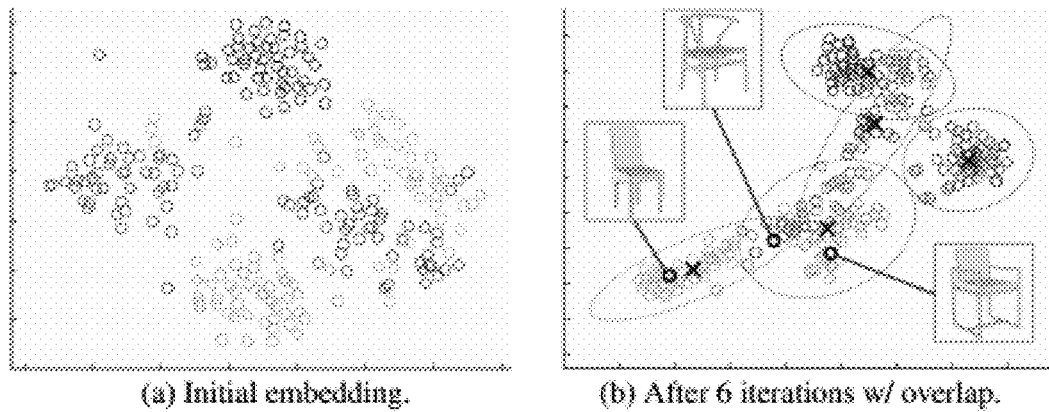 (a) Initial embedding.
(b) After 6 iterations w/ overlap.